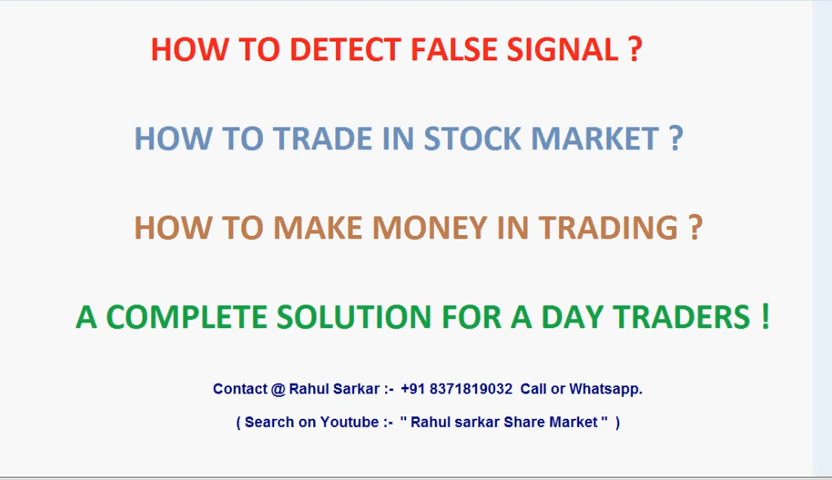 HOW TO DETECT FALSE SIGNAL ?
HOW TO TRADE IN STOCK MARKET ?
HOW TO MAKE MONEY IN TRADING ?
A COMPLETE SOLUTION FOR A DAY TRADERS !
Contact @ Rahul Sarkar :- +91 8371819032 Call or Whatsapp.
( Search on Youtube :- " Rahul sarkar Share Market " )